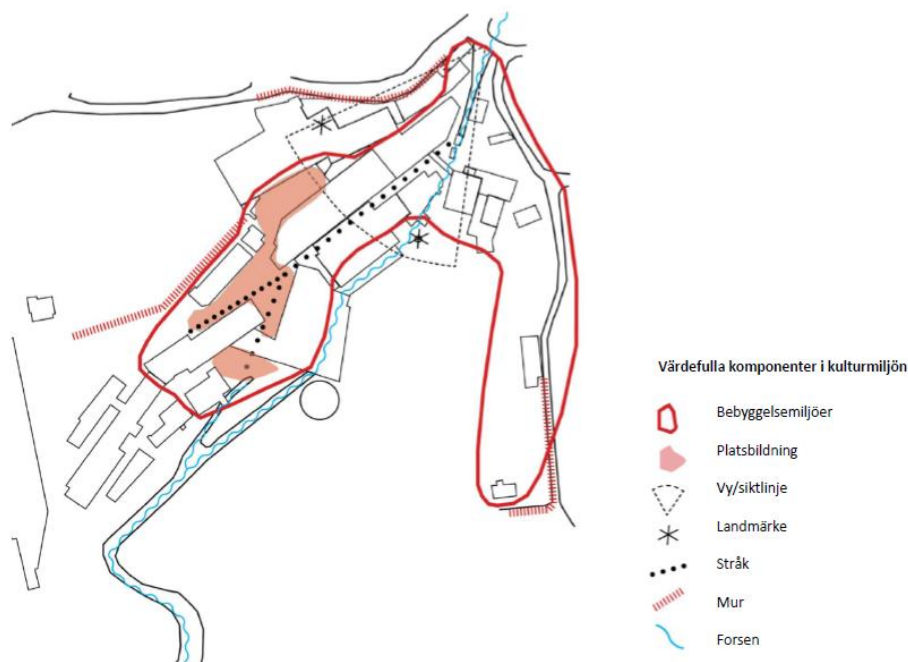 Värdefulla komponenter i kulturmiljön
Bebyggelsemiljöer
Platsbildning
Vy/siktlinje
Landmärke
Stråk
Mur
Forsen